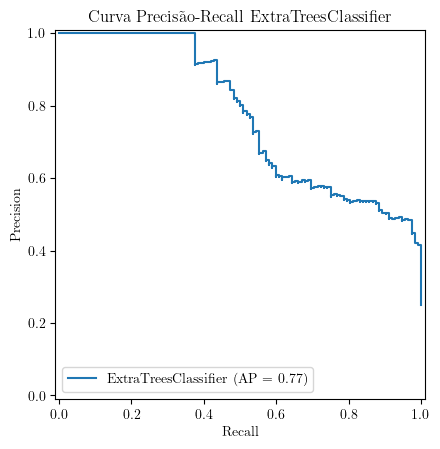 Curva Precisão-Recall ExtraTreesClassifier
1.0
0.8
0.6
0.4
0.2
0.0
Precision
ExtraTreesClassifier (AP = 0.77)
0.0 0.2 0.4 0.6 0.8 1.0
Recall